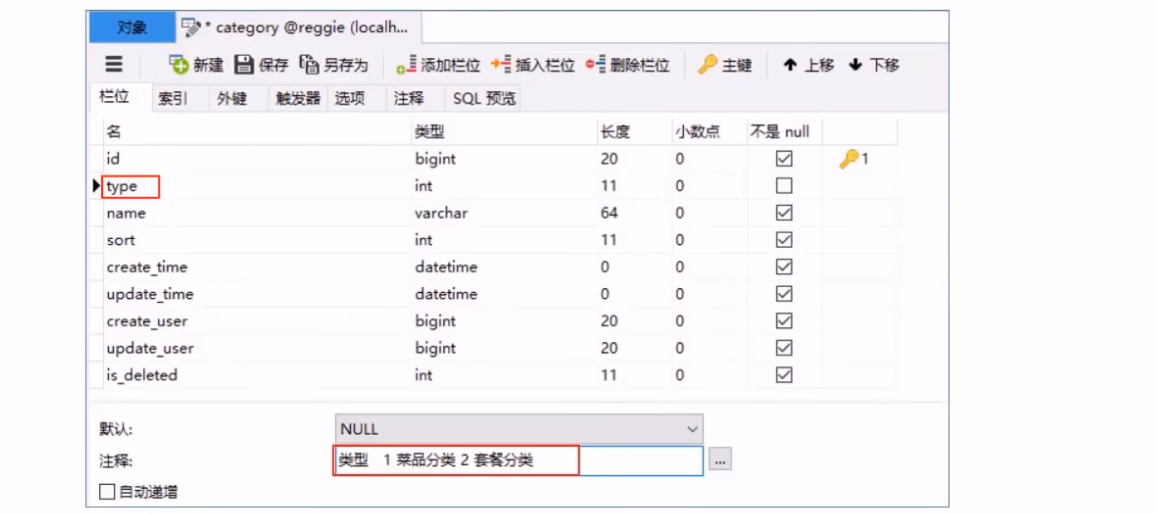 对象 * category @reggie (localh...
新建 保存 另存为 添加栏位 插入栏位 删除栏位 主键 上移 下移
栏位 索引 外键 触发器 选项 注释 SQL 预览
名 类型 长度 小数点 不是 null
id bigint 20 0 1
type int 11 0
name varchar 64 0
sort int 11 0
create_time datetime 0 0
update_time datetime 0 0
create_user bigint 20 0
update_user bigint 20 0
is_deleted int 11 0
默认: NULL
注释: 类型 1 菜品分类 2 套餐分类 ...
自动递增